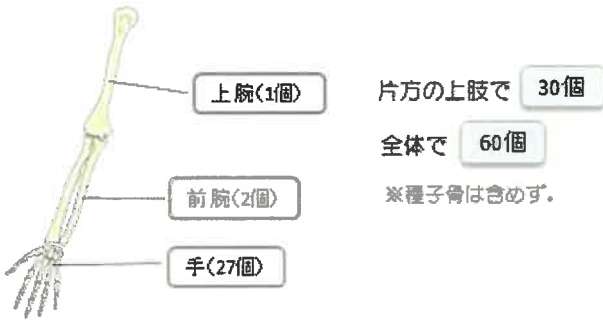 上腕(1個)
前腕(2個)
手(27個)
片方の上肢で 30個
全体で 60個
※種子骨は含めず。